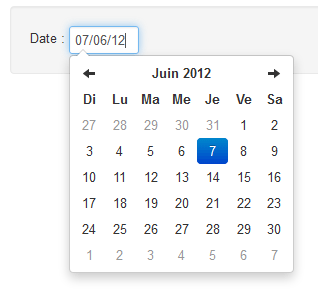 Date : 07/06/12
Juin 2012
Di Lu Ma Me Je Ve Sa
27 28 29 30 31 1 2
3 4 5 6 7 8 9
10 11 12 13 14 15 16
17 18 19 20 21 22 23
24 25 26 27 28 29 30
1 2 3 4 5 6 7